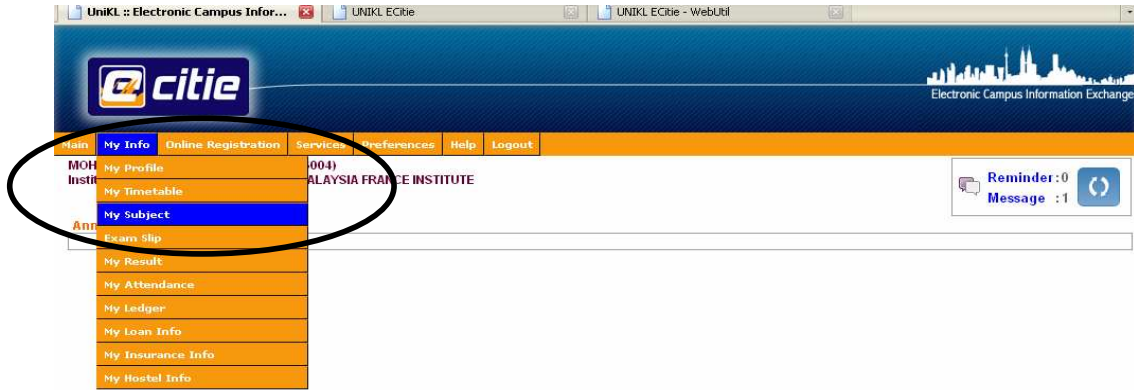 UniKL :: Electronic Campus Infor...
UNIKL ECitie
UNIKL ECitie - WebUtil
citie
Electronic Campus Information Exchange
Main My Info Online Registration Services Preferences Help Logout
MOH 004)
Instit ALAYSIA FRANCE INSTITUTE
Reminder:0
Message :1
Ann
My Profile
My Timetable
My Subject
Exam Slip
My Result
My Attendance
My Ledger
My Loan Info
My Insurance Info
My Hostel Info